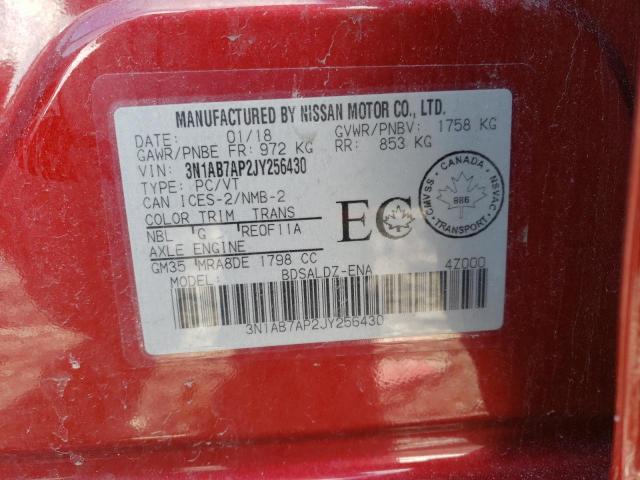 MANUFACTURED BY NISSAN MOTOR CO., LTD.
DATE: 01/18 GVWR/PNBV: 1758 KG
GAWR/PNBE FR: 972 KG RR: 853 KG
VIN: 3N1AB7AP2JY256430
TYPE: PC/VT
CAN ICES-2/NMB-2
COLOR TRIM TRANS
NBL G RE0F11A
AXLE ENGINE
GM35 MRA8DE 1798 CC
MODEL: BDSALDZ-ENA 4Z000
3N1AB7AP2JY256430
EC
CANADA
CMVSS
NSVAC
986
TRANSPORT